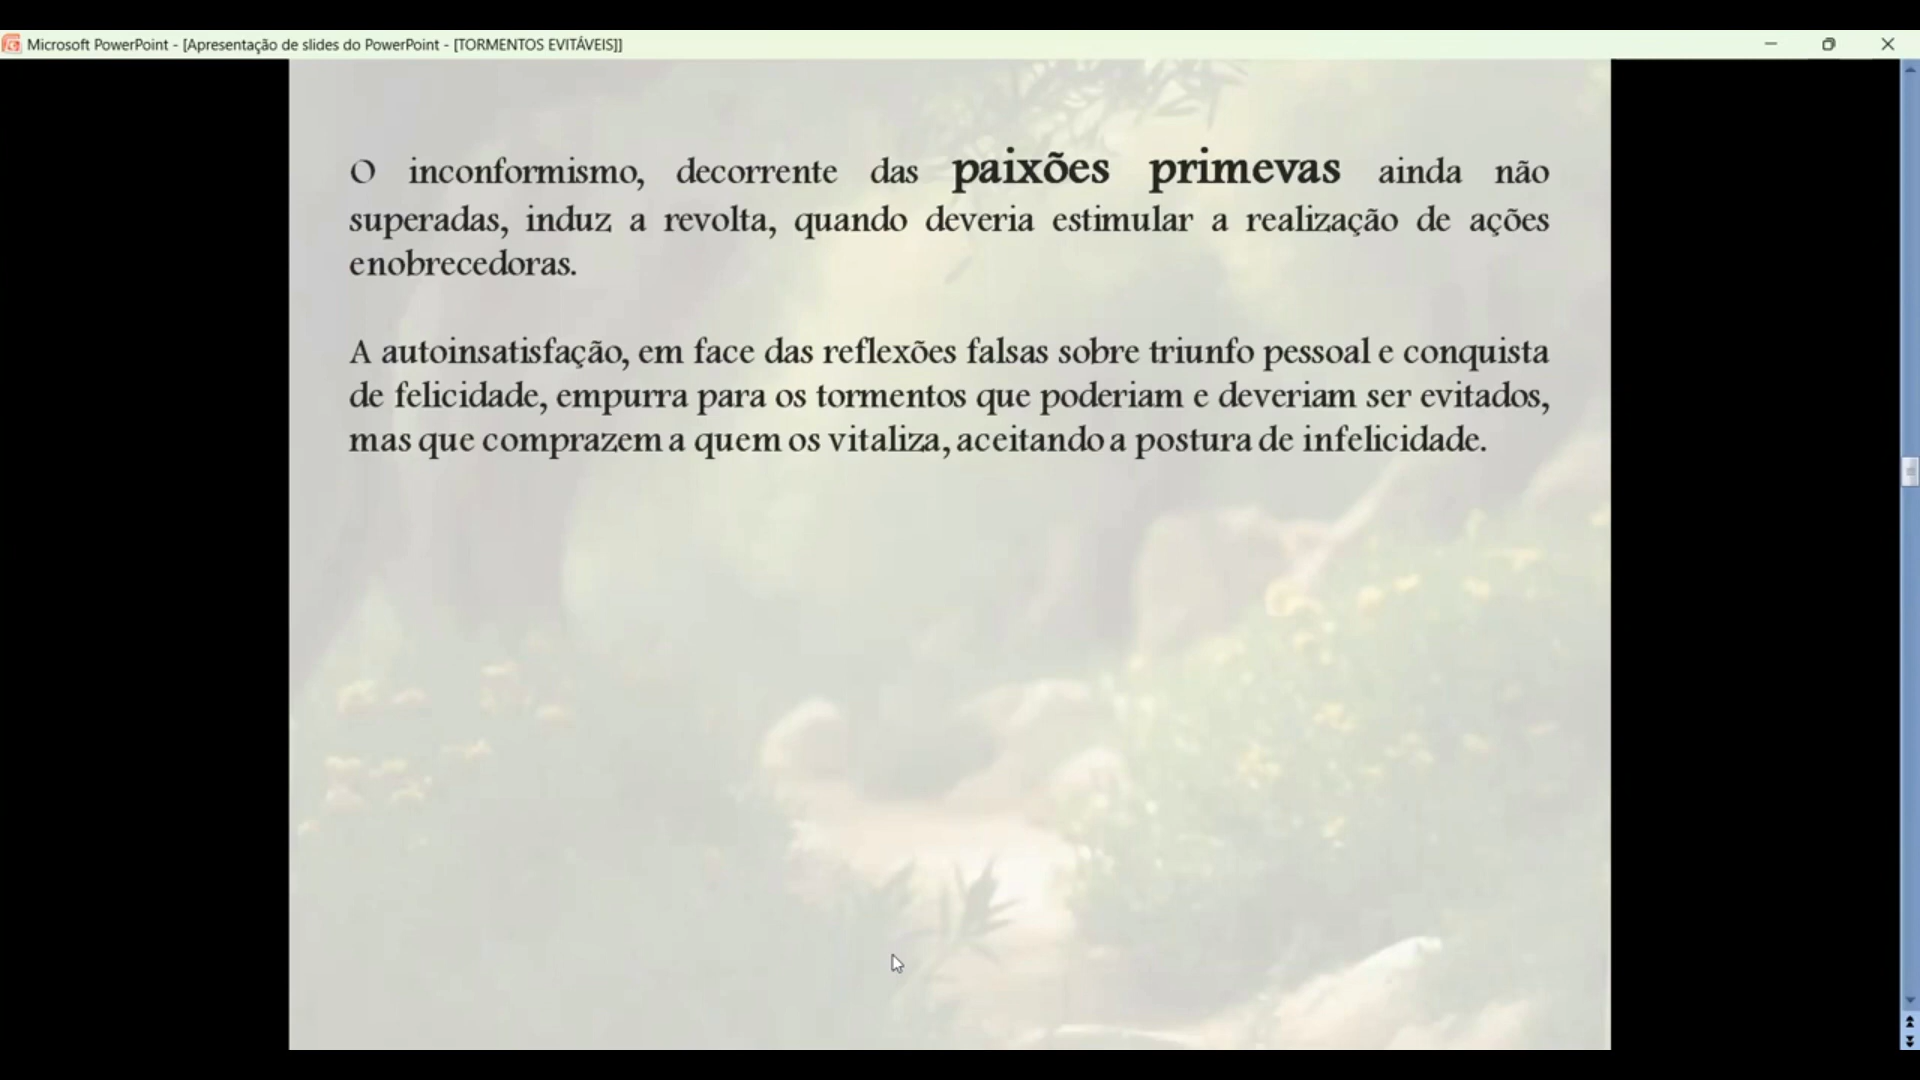 Microsoft PowerPoint - [Apresentação de slides do PowerPoint - [TORMENTOS EVITÁVEIS]]
O inconformismo, decorrente das paixões primevas ainda não
superadas, induz a revolta, quando deveria estimular a realização de ações
enobrecedoras.
A autoinsatisfação, em face das reflexões falsas sobre triunfo pessoal e conquista
de felicidade, empurra para os tormentos que poderiam e deveriam ser evitados,
mas que comprazem a quem os vitaliza, aceitando a postura de infelicidade.